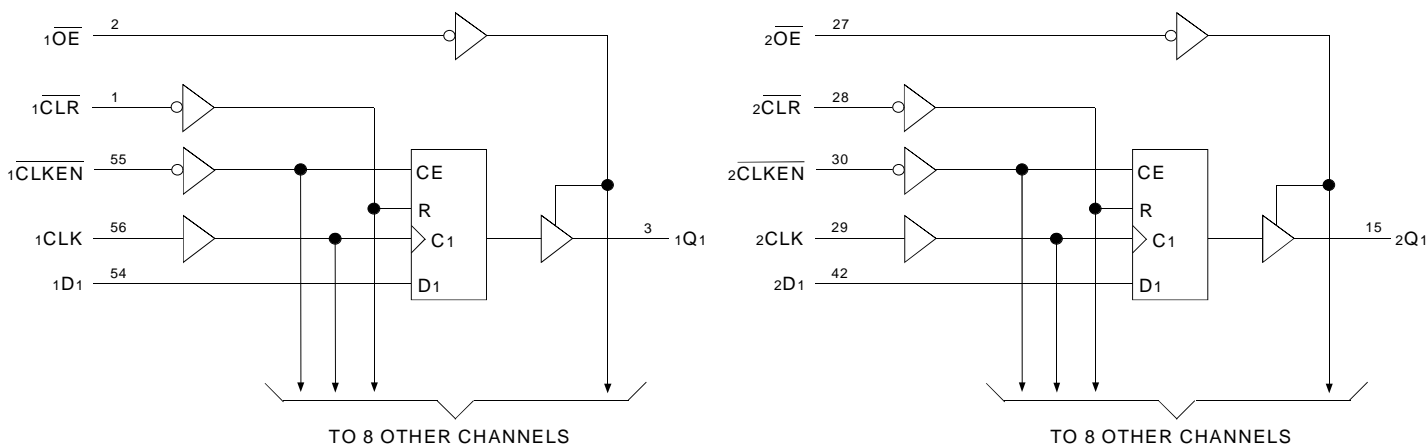 1OE 2
1CLR 1
1CLKEN 55
1CLK 56
1D1 54
CE
R
C1
D1
3 1Q1
TO 8 OTHER CHANNELS
2OE 27
2CLR 28
2CLKEN 30
2CLK 29
2D1 42
CE
R
C1
D1
15 2Q1
TO 8 OTHER CHANNELS